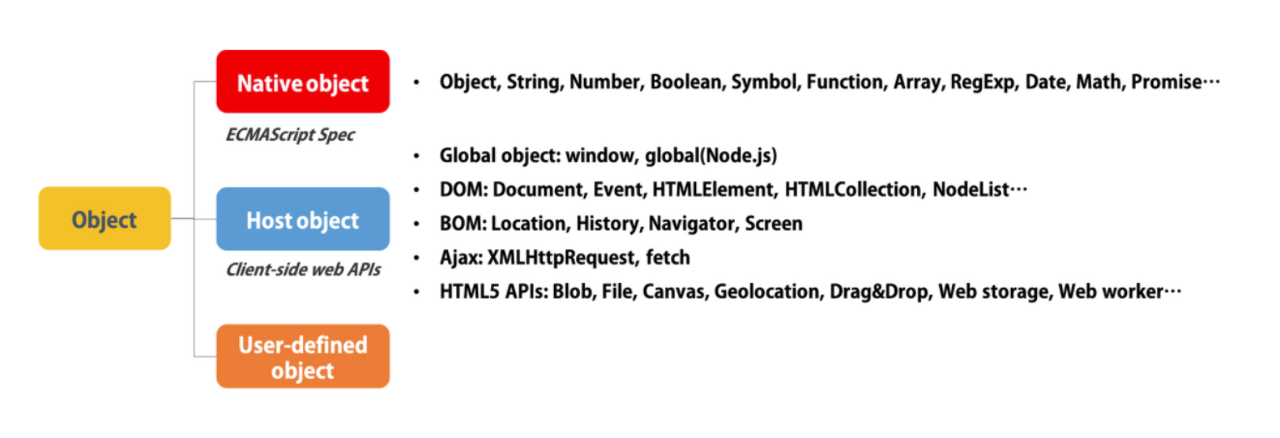 Native object
• Object, String, Number, Boolean, Symbol, Function, Array, RegExp, Date, Math, Promise…
ECMAScript Spec
• Global object: window, global(Node.js)
• DOM: Document, Event, HTMLElement, HTMLCollection, NodeList…
Object
Host object
• BOM: Location, History, Navigator, Screen
• Ajax: XMLHttpRequest, fetch
Client-side web APIs
• HTML5 APIs: Blob, File, Canvas, Geolocation, Drag&Drop, Web storage, Web worker…
User-defined
object